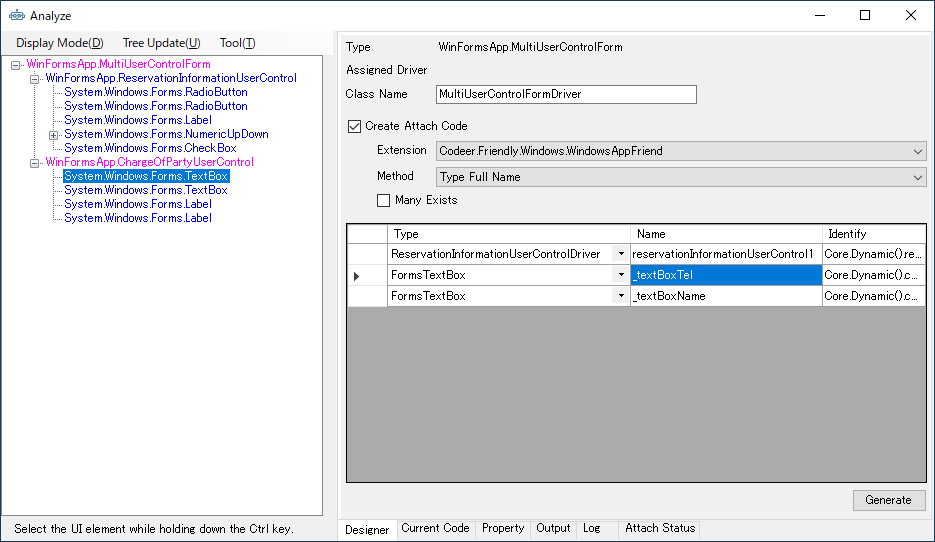 Analyze
Display Mode(D) Tree Update(U) Tool(T)
WinFormsApp.MultiUserControlForm
WinFormsApp.ReservationInformationUserControl
System.Windows.Forms.RadioButton
System.Windows.Forms.RadioButton
System.Windows.Forms.Label
System.Windows.Forms.NumericUpDown
System.Windows.Forms.CheckBox
WinFormsApp.ChargeOfPartyUserControl
System.Windows.Forms.TextBox
System.Windows.Forms.TextBox
System.Windows.Forms.Label
System.Windows.Forms.Label
Select the UI element while holding down the Ctrl key.
Type WinFormsApp.MultiUserControlForm
Assigned Driver
Class Name MultiUserControlFormDriver
Create Attach Code
Extension Codeer.Friendly.Windows.WindowsAppFriend
Method Type Full Name
Many Exists
Type Name Identify
ReservationInformationUserControlDriver reservationInformationUserControl1 Core.Dynamic().re...
FormsTextBox _textBoxTel Core.Dynamic().c...
FormsTextBox _textBoxName Core.Dynamic().c...
Generate
Designer Current Code Property Output Log Attach Status